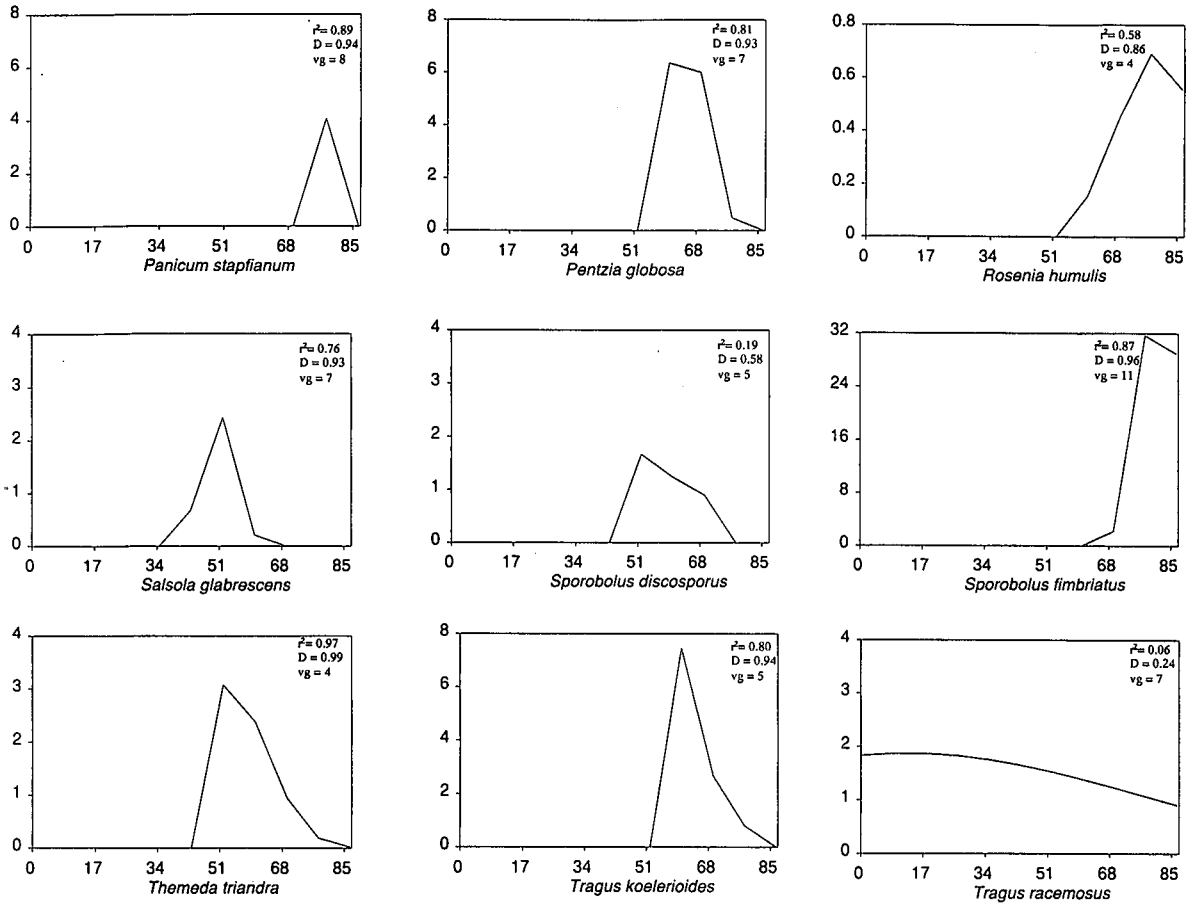 8
6
4
2
0
r²= 0.89
D = 0.94
vg = 8
0 17 34 51 68 85
Panicum stapfianum
8
6
4
2
0
r²= 0.81
D = 0.93
vg = 7
0 17 34 51 68 85
Pentzia globosa
0.8
0.6
0.4
0.2
0
r²= 0.58
D = 0.86
vg = 4
0 17 34 51 68 85
Rosenia humulis
4
3
2
1
0
r²= 0.76
D = 0.93
vg = 7
0 17 34 51 68 85
Salsola glabrescens
4
3
2
1
0
r²= 0.19
D = 0.58
vg = 5
0 17 34 51 68 85
Sporobolus discosporus
32
24
16
8
0
r²= 0.87
D = 0.96
vg = 11
0 17 34 51 68 85
Sporobolus fimbriatus
4
3
2
1
0
r²= 0.97
D = 0.99
vg = 4
0 17 34 51 68 85
Themeda triandra
8
6
4
2
0
r²= 0.80
D = 0.94
vg = 5
0 17 34 51 68 85
Tragus koelerioides
4
3
2
1
0
r²= 0.06
D = 0.24
vg = 7
0 17 34 51 68 85
Tragus racemosus